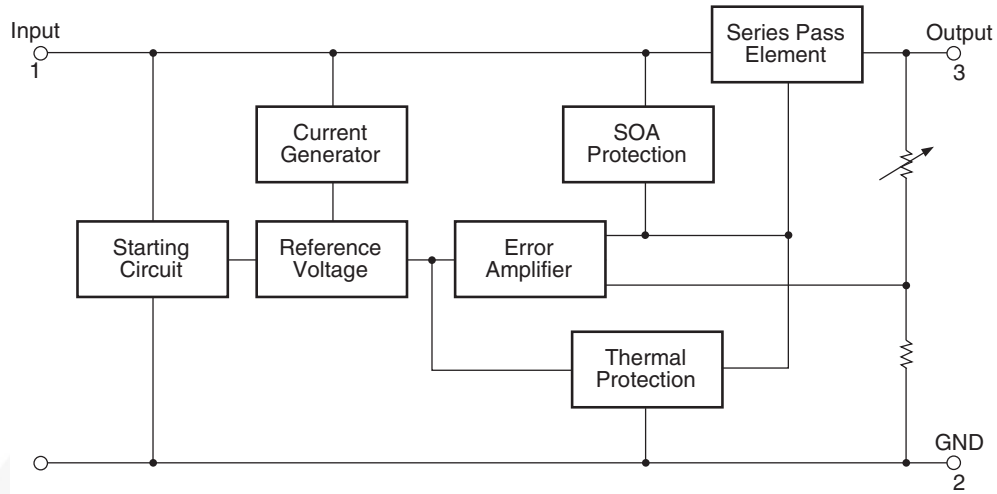 Input
1
Series Pass
Element
Output
3
Current
Generator
SOA
Protection
Starting
Circuit
Reference
Voltage
Error
Amplifier
Thermal
Protection
GND
2